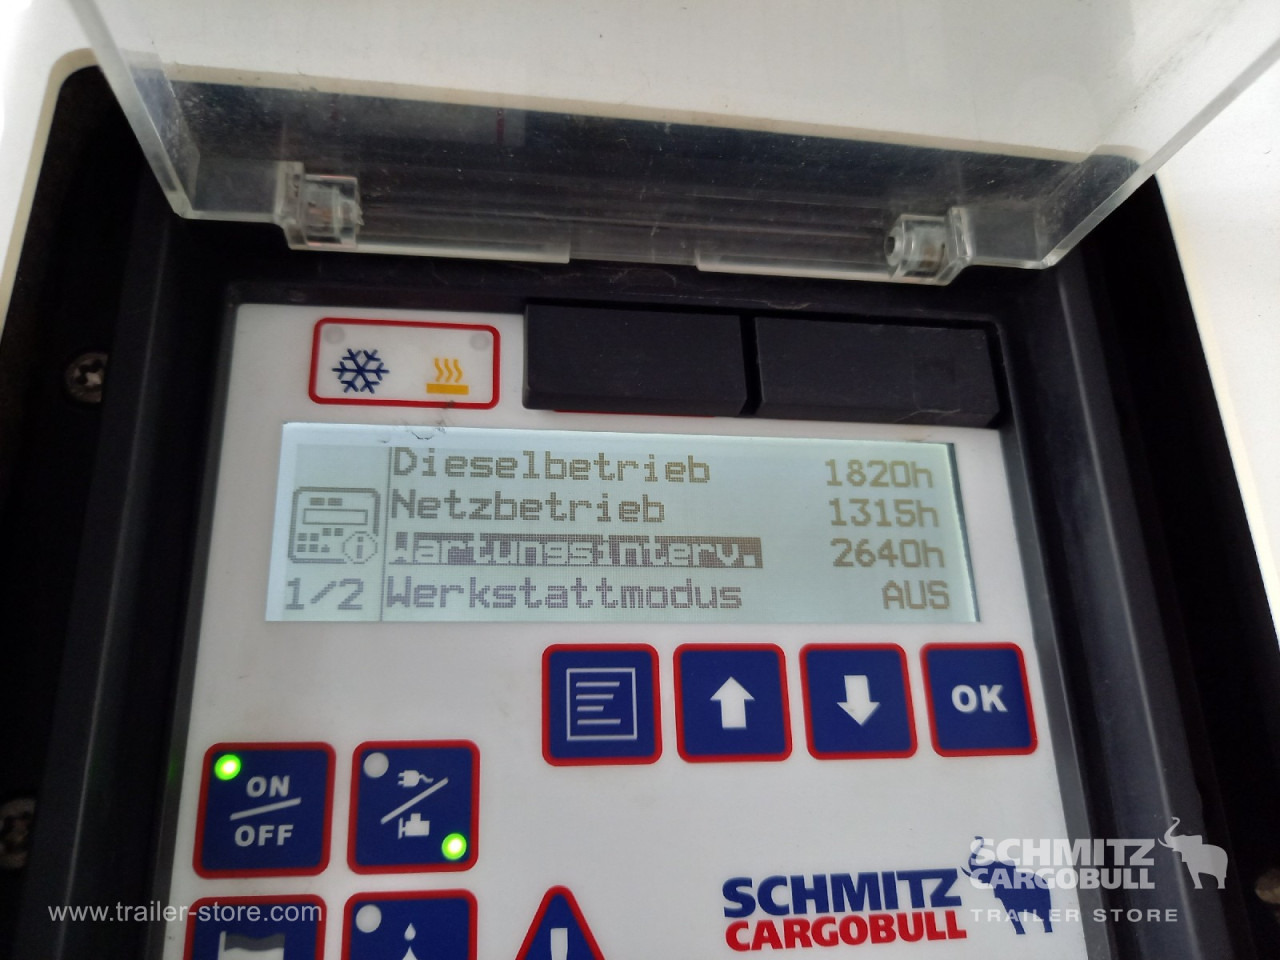 Dieselbetrieb 1820h
Netzbetrieb 1315h
Wartungsinterv. 2640h
1/2 Werkstattmodus AUS
OK
ON
OFF
SCHMITZ
CARGOBULL
SCHMITZ
CARGOBULL
TRAILER STORE
www.trailer-store.com